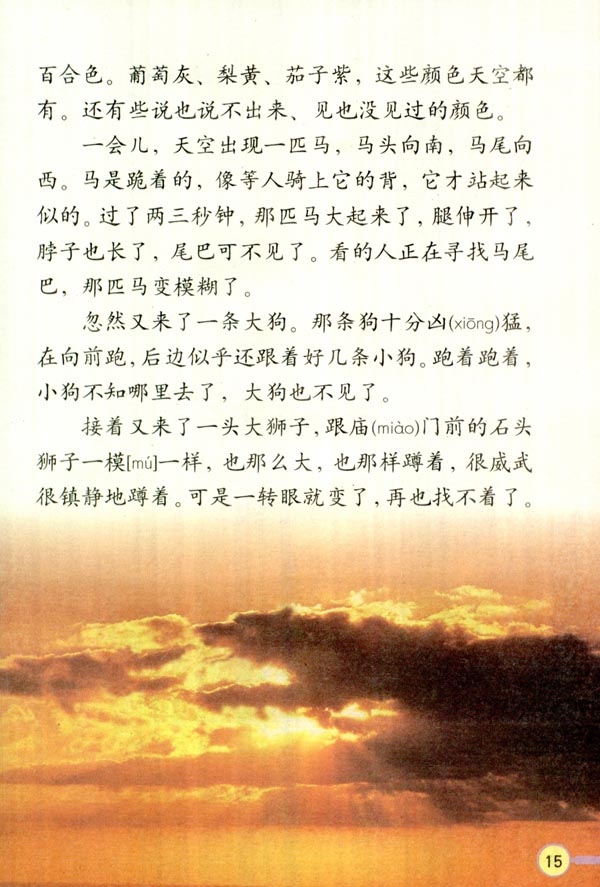 百合色。葡萄灰、梨黄、茄子紫，这些颜色天空都
有。还有些说也说不出来、见也没见过的颜色。
一会儿，天空出现一匹马，马头向南，马尾向
西。马是跪着的，像等人骑上它的背，它才站起来
似的。过了两三秒钟，那匹马大起来了，腿伸开了，
脖子也长了，尾巴可不见了。看的人正在寻找马尾
巴，那匹马变模糊了。
忽然又来了一条大狗。那条狗十分凶(xiōng)猛，
在向前跑，后边似乎还跟着好几条小狗。跑着跑着，
小狗不知哪里去了，大狗也不见了。
接着又来了一头大狮子，跟庙(miào)门前的石头
狮子一模[mú]一样，也那么大，也那样蹲着，很威武
很镇静地蹲着。可是一转眼就变了，再也找不着了。
15